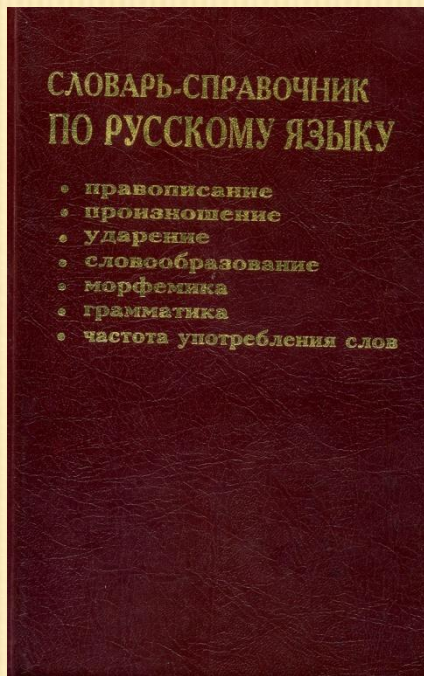 СЛОВАРЬ-СПРАВОЧНИК
ПО РУССКОМУ ЯЗЫКУ
• правописание
• произношение
• ударение
• словообразование
• морфемика
• грамматика
• частота употребления слов